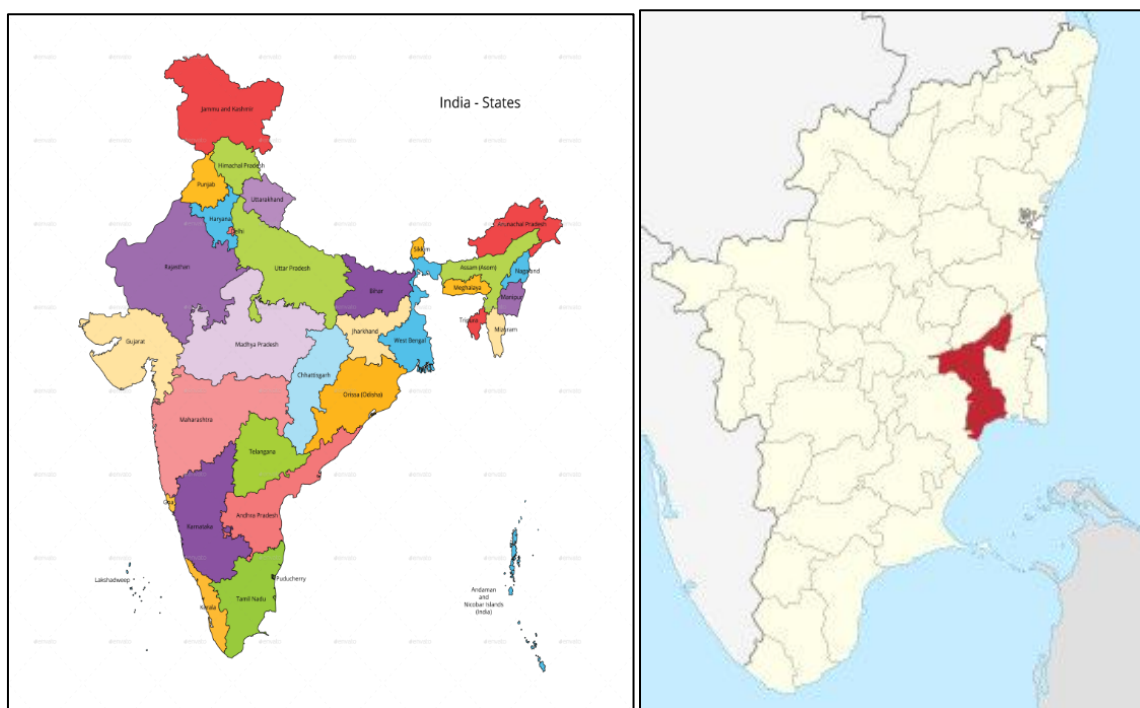 India - States
Jammu and Kashmir
Himachal Pradesh
Punjab
Uttarakhand
Haryana
Delhi
Arunachal Pradesh
Sikkim
Rajasthan
Uttar Pradesh
Assam (Asom)
Nagaland
Bihar
Meghalaya
Manipur
Tripura
Mizoram
Jharkhand
West Bengal
Gujarat
Madhya Pradesh
Chhattisgarh
Orissa (Odisha)
Maharashtra
Telangana
Goa
Andhra Pradesh
Karnataka
Lakshadweep
Puducherry
Andaman
and
Nicobar Islands
(India)
Tamil Nadu
Kerala